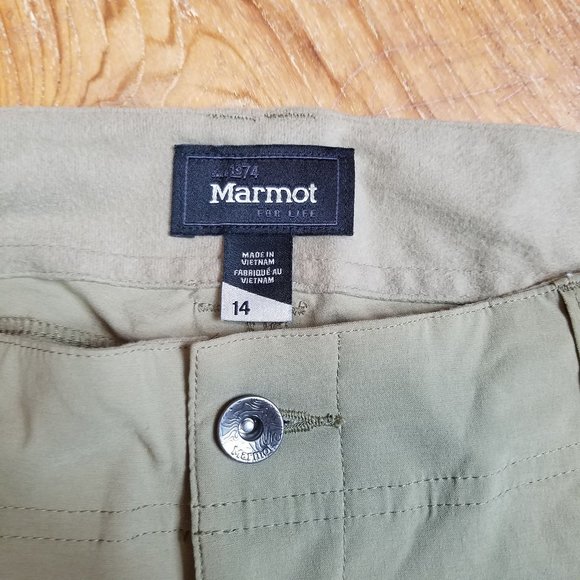 1974
Marmot
FOR LIFE
MADE IN
VIETNAM
FABRIQUÉ AU
VIETNAM
14
Marmot